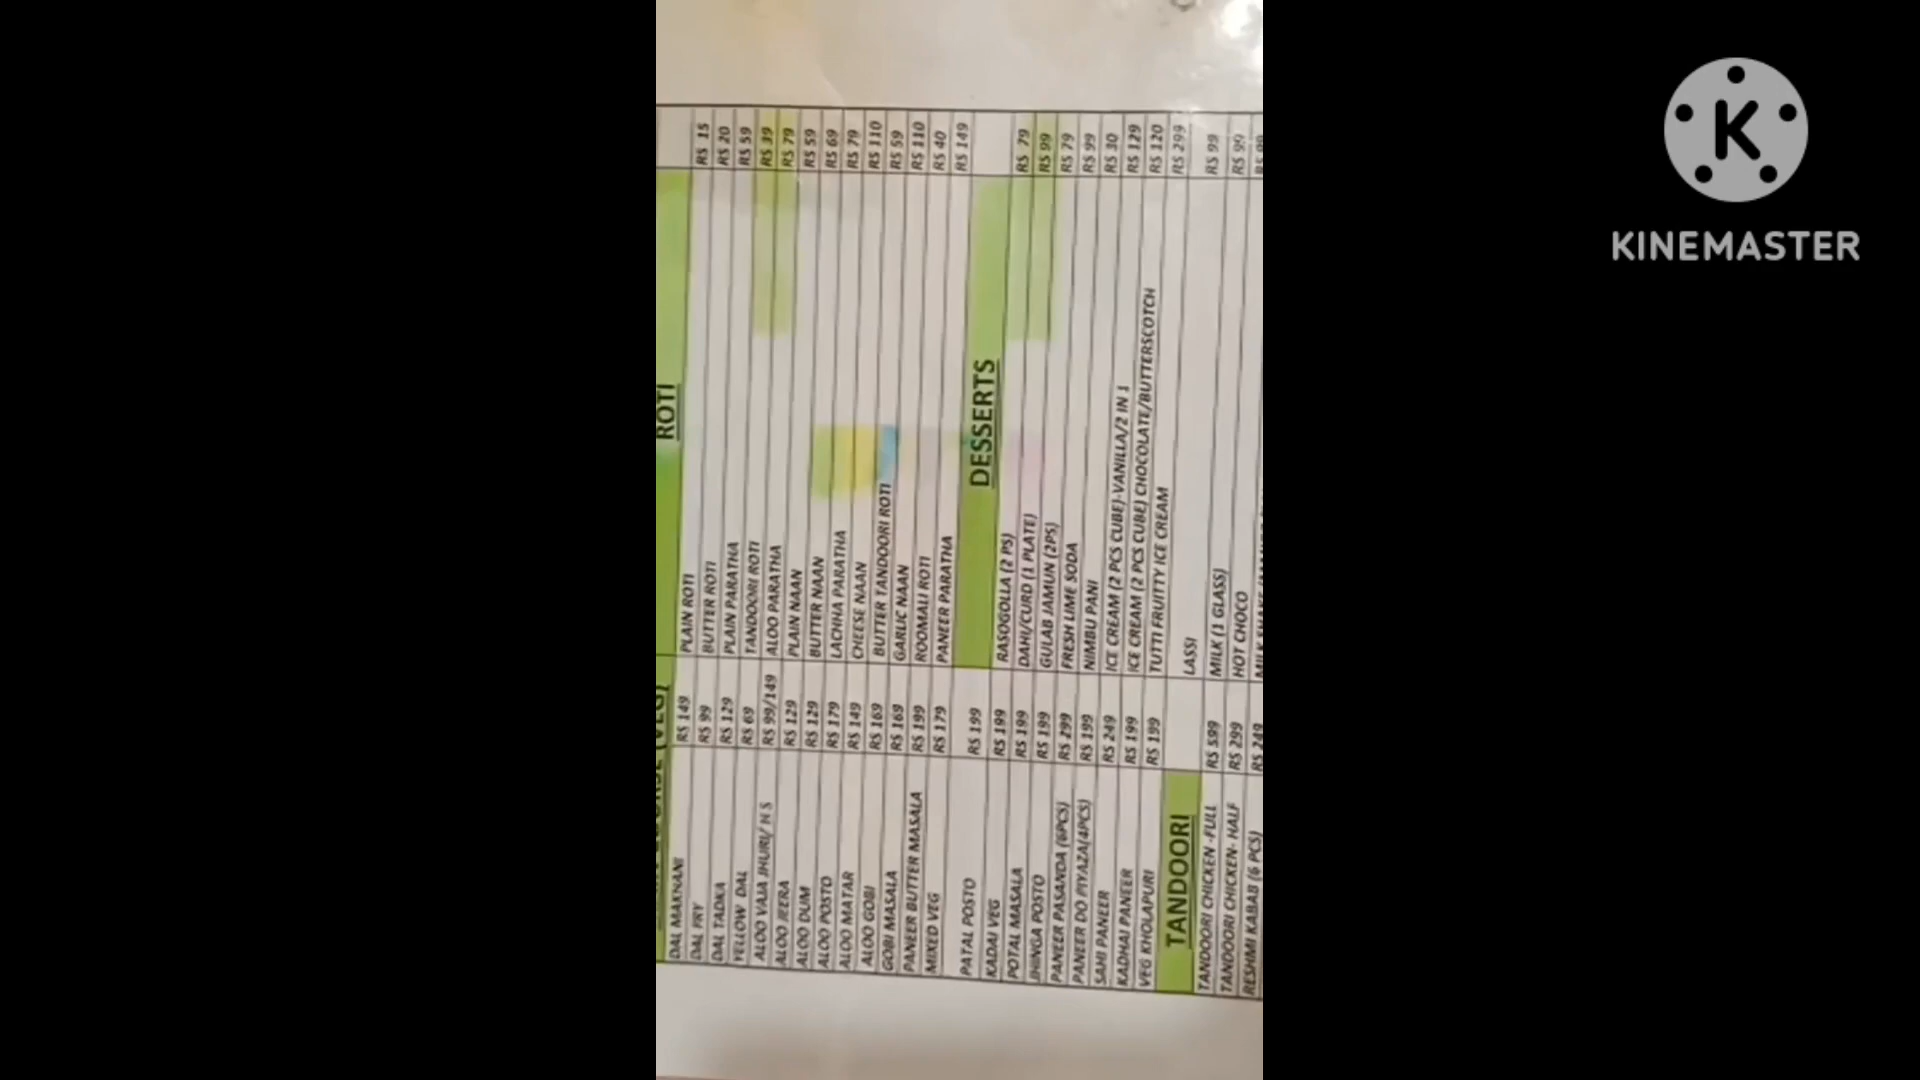 ROTI
DAL MAKHANI RS 149 PLAIN ROTI RS 15
DAL FRY RS 99 BUTTER ROTI RS 20
DAL TADKA RS 129 PLAIN PARATHA RS 59
YELLOW DAL RS 69 TANDOORI ROTI RS 39
ALOO VAJA JHURI/ N S RS 99/149 ALOO PARATHA RS 79
ALOO JEERA RS 129 PLAIN NAAN RS 59
ALOO DUM RS 129 BUTTER NAAN RS 69
ALOO POSTO RS 179 LACHHA PARATHA RS 79
ALOO MATAR RS 149 CHEESE NAAN RS 110
ALOO GOBI RS 169 BUTTER TANDOORI ROTI RS 59
GOBI MASALA RS 169 GARLIC NAAN RS 110
PANEER BUTTER MASALA RS 199 ROOMALI ROTI RS 40
MIXED VEG RS 179 PANEER PARATHA RS 149
PATAL POSTO RS 199 DESSERTS
KADAI VEG RS 199 RASOGOLLA (2 PS) RS 79
POTAL MASALA RS 199 DAHI/CURD (1 PLATE) RS 99
JHINGA POSTO RS 199 GULAB JAMUN (2PS) RS 79
PANEER PASANDA (6PCS) RS 299 FRESH LIME SODA RS 99
PANEER DO PIYAZA(4PCS) RS 199 NIMBU PANI RS 30
SAHI PANEER RS 249 ICE CREAM (2 PCS CUBE)-VANILLA/2 IN 1 RS 129
KADHAI PANEER RS 199 ICE CREAM (2 PCS CUBE) CHOCOLATE/BUTTERSCOTCH RS 120
VEG KHOLAPURI RS 199 TUTTI FRUITTY ICE CREAM RS 299
TANDOORI LASSI RS 99
TANDOORI CHICKEN -FULL RS 599 MILK (1 GLASS) RS 99
TANDOORI CHICKEN- HALF RS 299 HOT CHOCO
RESHMI KABAB (6 PCS) RS 249
KINEMASTER